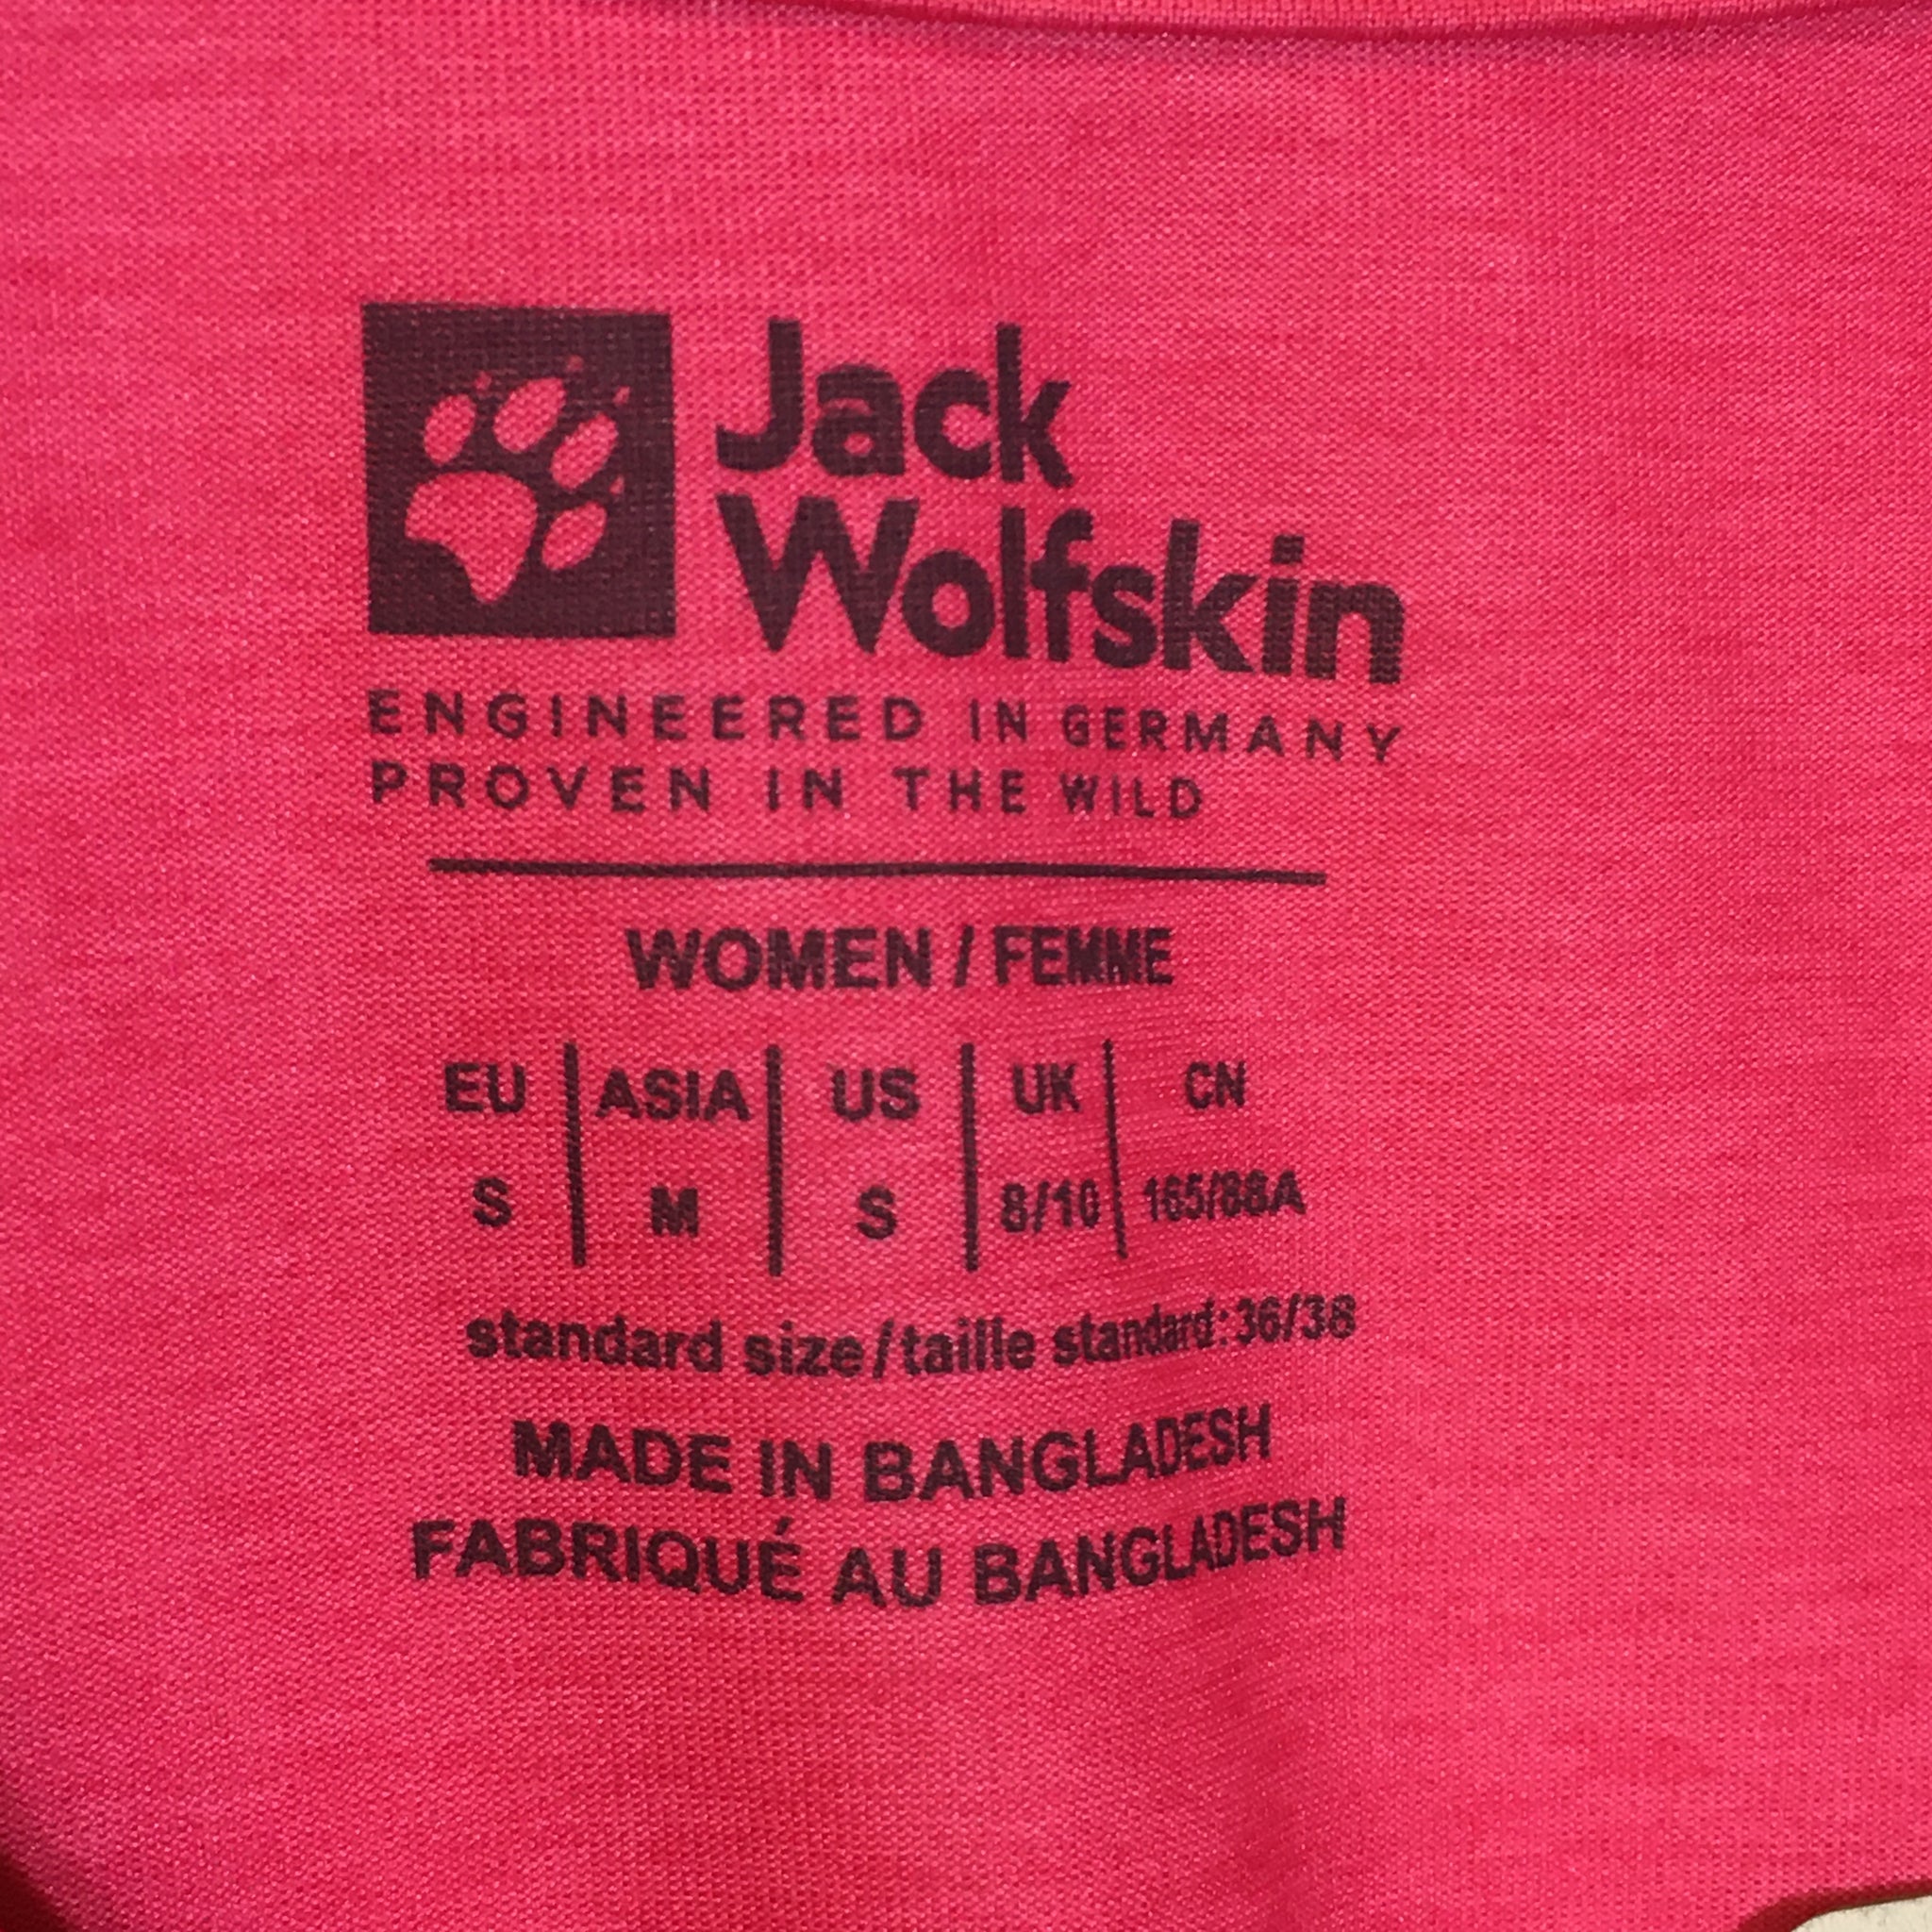 Jack
Wolfskin
ENGINEERED IN GERMANY
PROVEN IN THE WILD
WOMEN / FEMME
EU | ASIA | US | UK | CN
S | M | S | 8/10 | 165/88A
standard size/taille standard:36/38
MADE IN BANGLADESH
FABRIQUÉ AU BANGLADESH